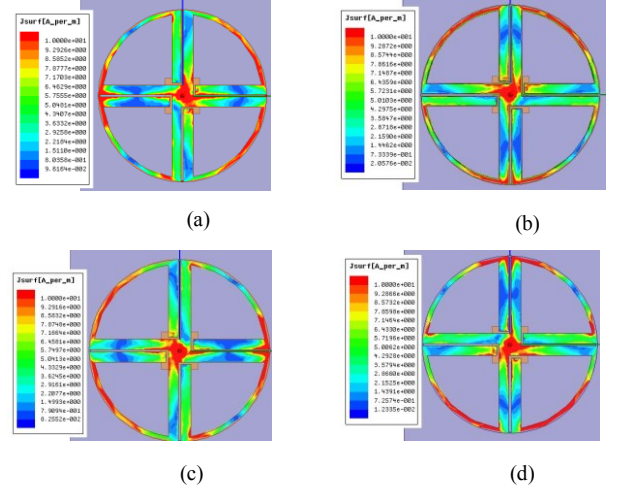 Jsurf[A_per_m]
1.0000e+001
9.2926e+000
8.5852e+000
7.8777e+000
7.1703e+000
6.4629e+000
5.7555e+000
5.0481e+000
4.3407e+000
3.6332e+000
2.9258e+000
2.2184e+000
1.5110e+000
8.0358e-001
9.6164e-002
(a)
Jsurf[A_per_m]
1.0000e+001
9.2872e+000
8.5744e+000
7.8616e+000
7.1487e+000
6.4359e+000
5.7231e+000
5.0103e+000
4.2975e+000
3.5847e+000
2.8718e+000
2.1590e+000
1.4462e+000
7.3339e-001
2.0576e-002
(b)
Jsurf[A_per_m]
1.0000e+001
9.2916e+000
8.5832e+000
7.8748e+000
7.1665e+000
6.4581e+000
5.7497e+000
5.0413e+000
4.3329e+000
3.6245e+000
2.9161e+000
2.2077e+000
1.4993e+000
7.9094e-001
8.2552e-002
(c)
Jsurf[A_per_m]
1.0000e+001
9.2866e+000
8.5732e+000
7.8598e+000
7.1464e+000
6.4330e+000
5.7196e+000
5.0062e+000
4.2928e+000
3.5794e+000
2.8660e+000
2.1525e+000
1.4391e+000
7.2574e-001
1.2335e-002
(d)